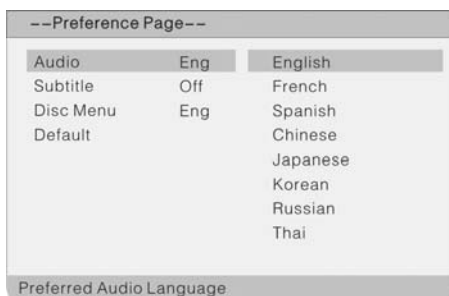 --Preference Page--
Audio Eng English
Subtitle Off French
Disc Menu Eng Spanish
Default Chinese
Japanese
Korean
Russian
Thai
Preferred Audio Language